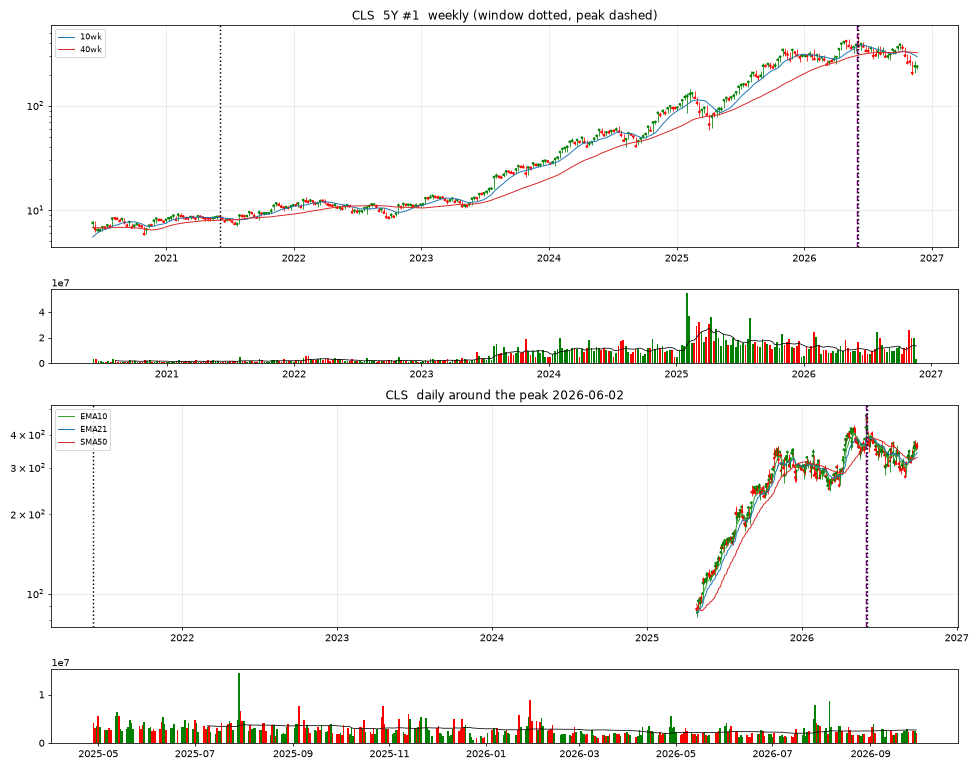 CLS  5Y #1  weekly (window dotted, peak dashed)
10wk
40wk
10²
10¹
2021 2022 2023 2024 2025 2026 2027
1e7
4
2
0
2021 2022 2023 2024 2025 2026 2027
CLS  daily around the peak 2026-06-02
EMA10
EMA21
SMA50
4 × 10²
3 × 10²
2 × 10²
10²
2022 2023 2024 2025 2026 2027
1e7
1
0
2025-05 2025-07 2025-09 2025-11 2026-01 2026-03 2026-05 2026-07 2026-09